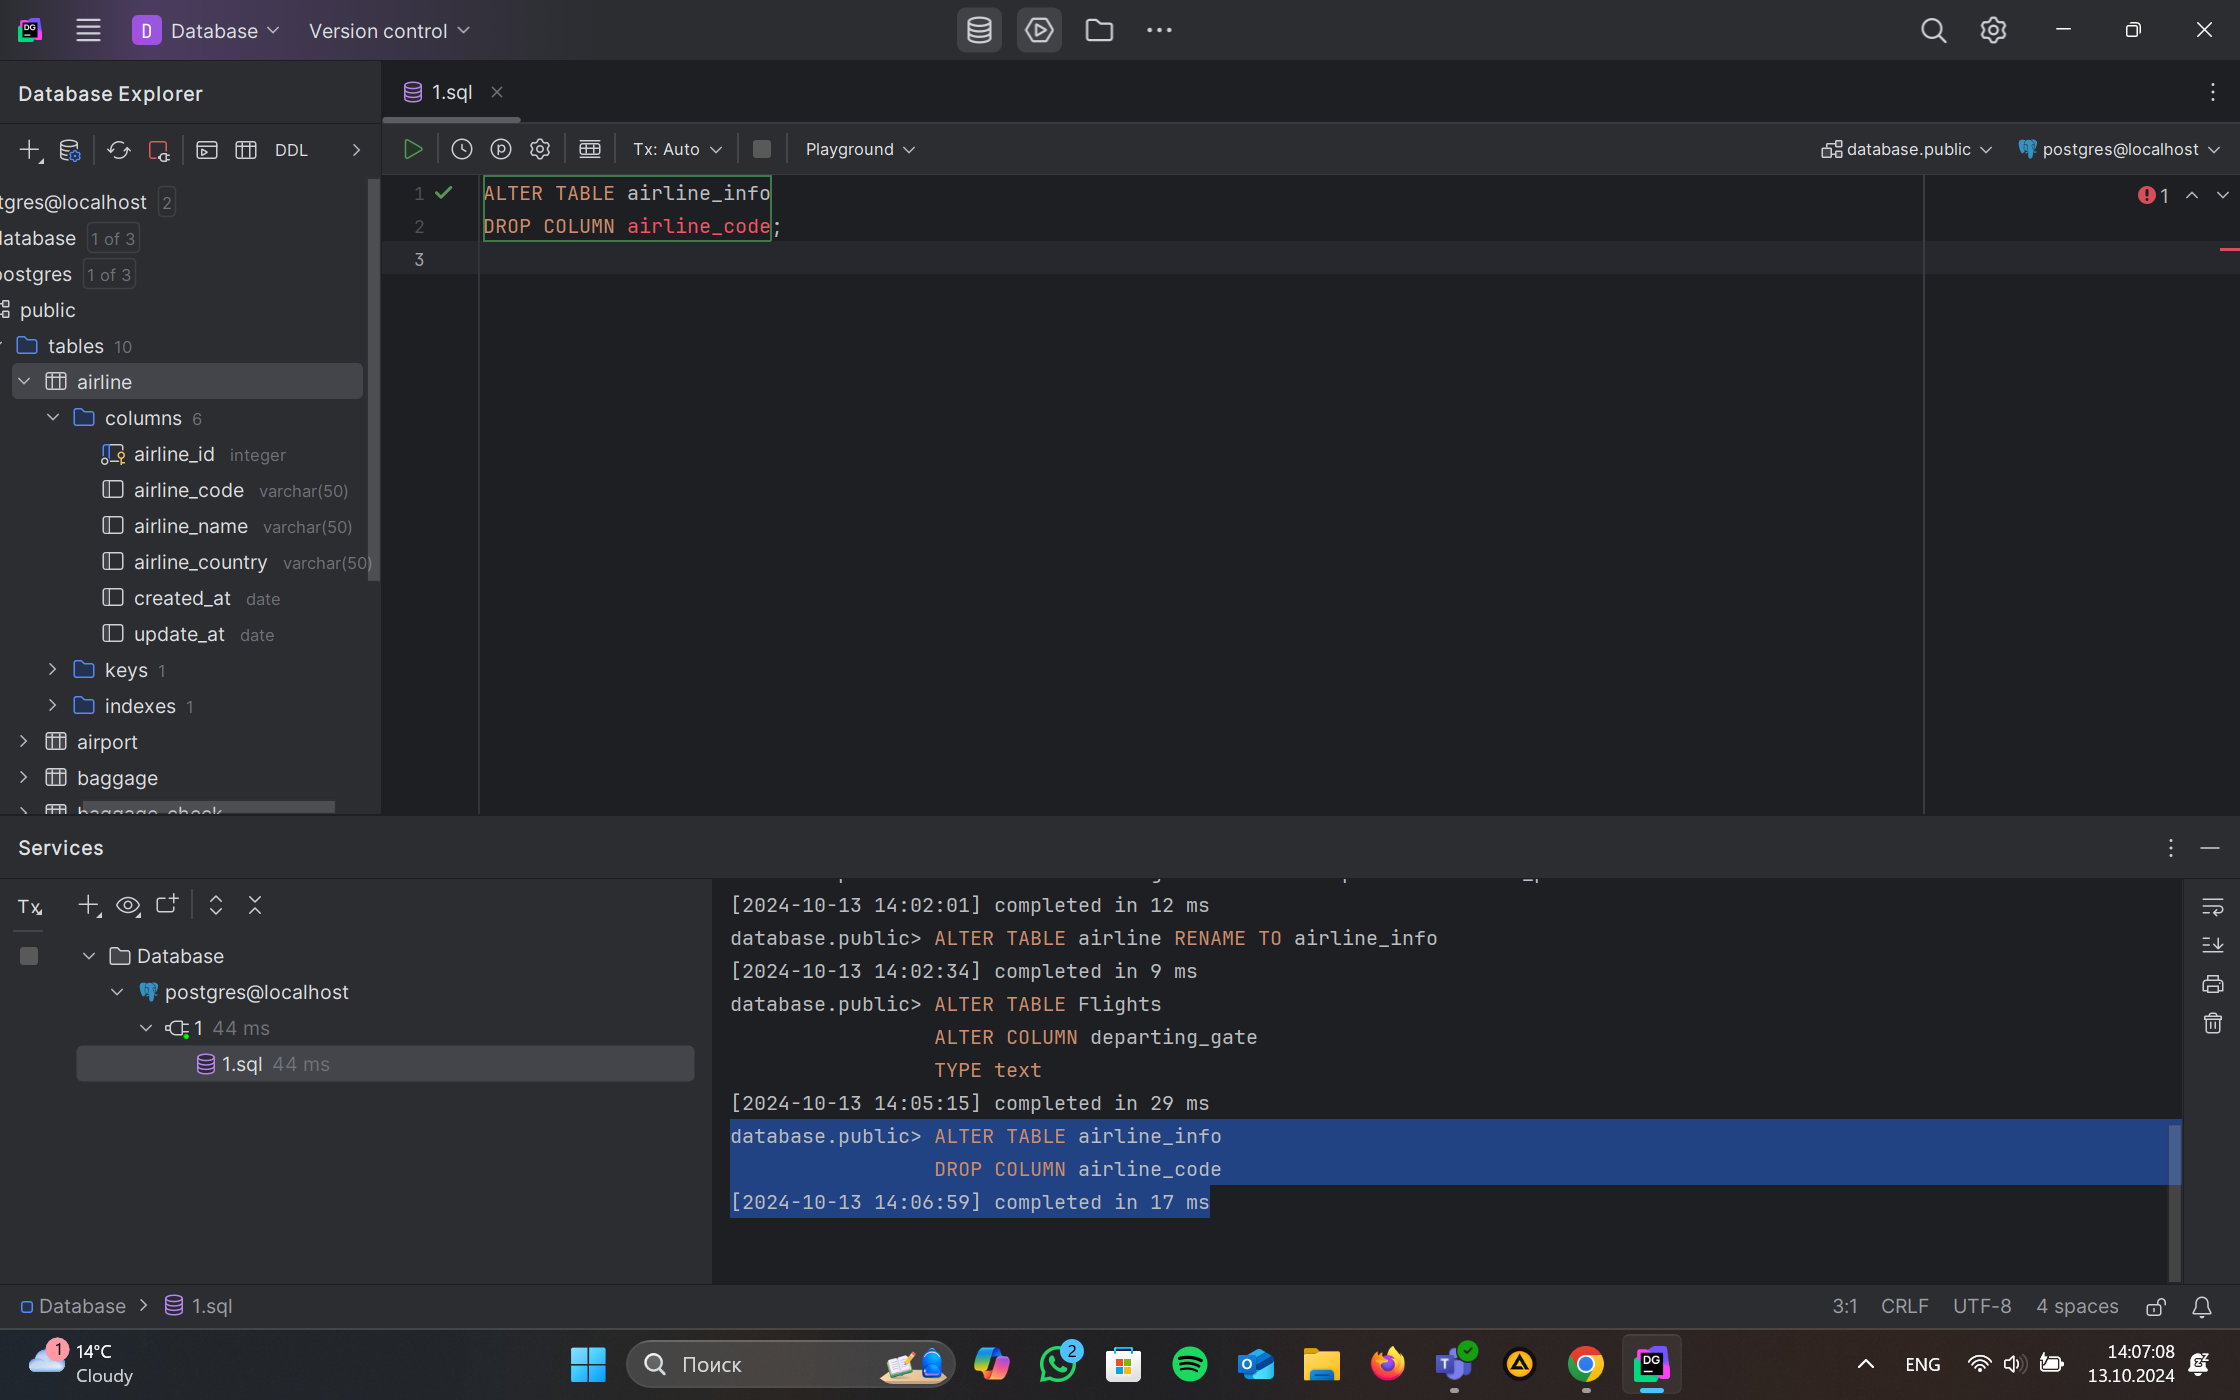 D Database Version control
Database Explorer
1.sql
DDL
Tx: Auto
Playground
database.public
postgres@localhost
tgres@localhost 2
database 1 of 3
postgres 1 of 3
public
tables 10
airline
columns 6
airline_id integer
airline_code varchar(50)
airline_name varchar(50)
airline_country varchar(50)
created_at date
update_at date
keys 1
indexes 1
airport
baggage
baggage_check
1 ALTER TABLE airline_info
2 DROP COLUMN airline_code;
3
1
Services
Tx
Database
postgres@localhost
1 44 ms
1.sql 44 ms
[2024-10-13 14:02:01] completed in 12 ms
database.public> ALTER TABLE airline RENAME TO airline_info
[2024-10-13 14:02:34] completed in 9 ms
database.public> ALTER TABLE Flights
ALTER COLUMN departing_gate
TYPE text
[2024-10-13 14:05:15] completed in 29 ms
database.public> ALTER TABLE airline_info
DROP COLUMN airline_code
[2024-10-13 14:06:59] completed in 17 ms
Database > 1.sql
3:1 CRLF UTF-8 4 spaces
1
14°C
Cloudy
Поиск
2
DG
ENG
14:07:08
13.10.2024